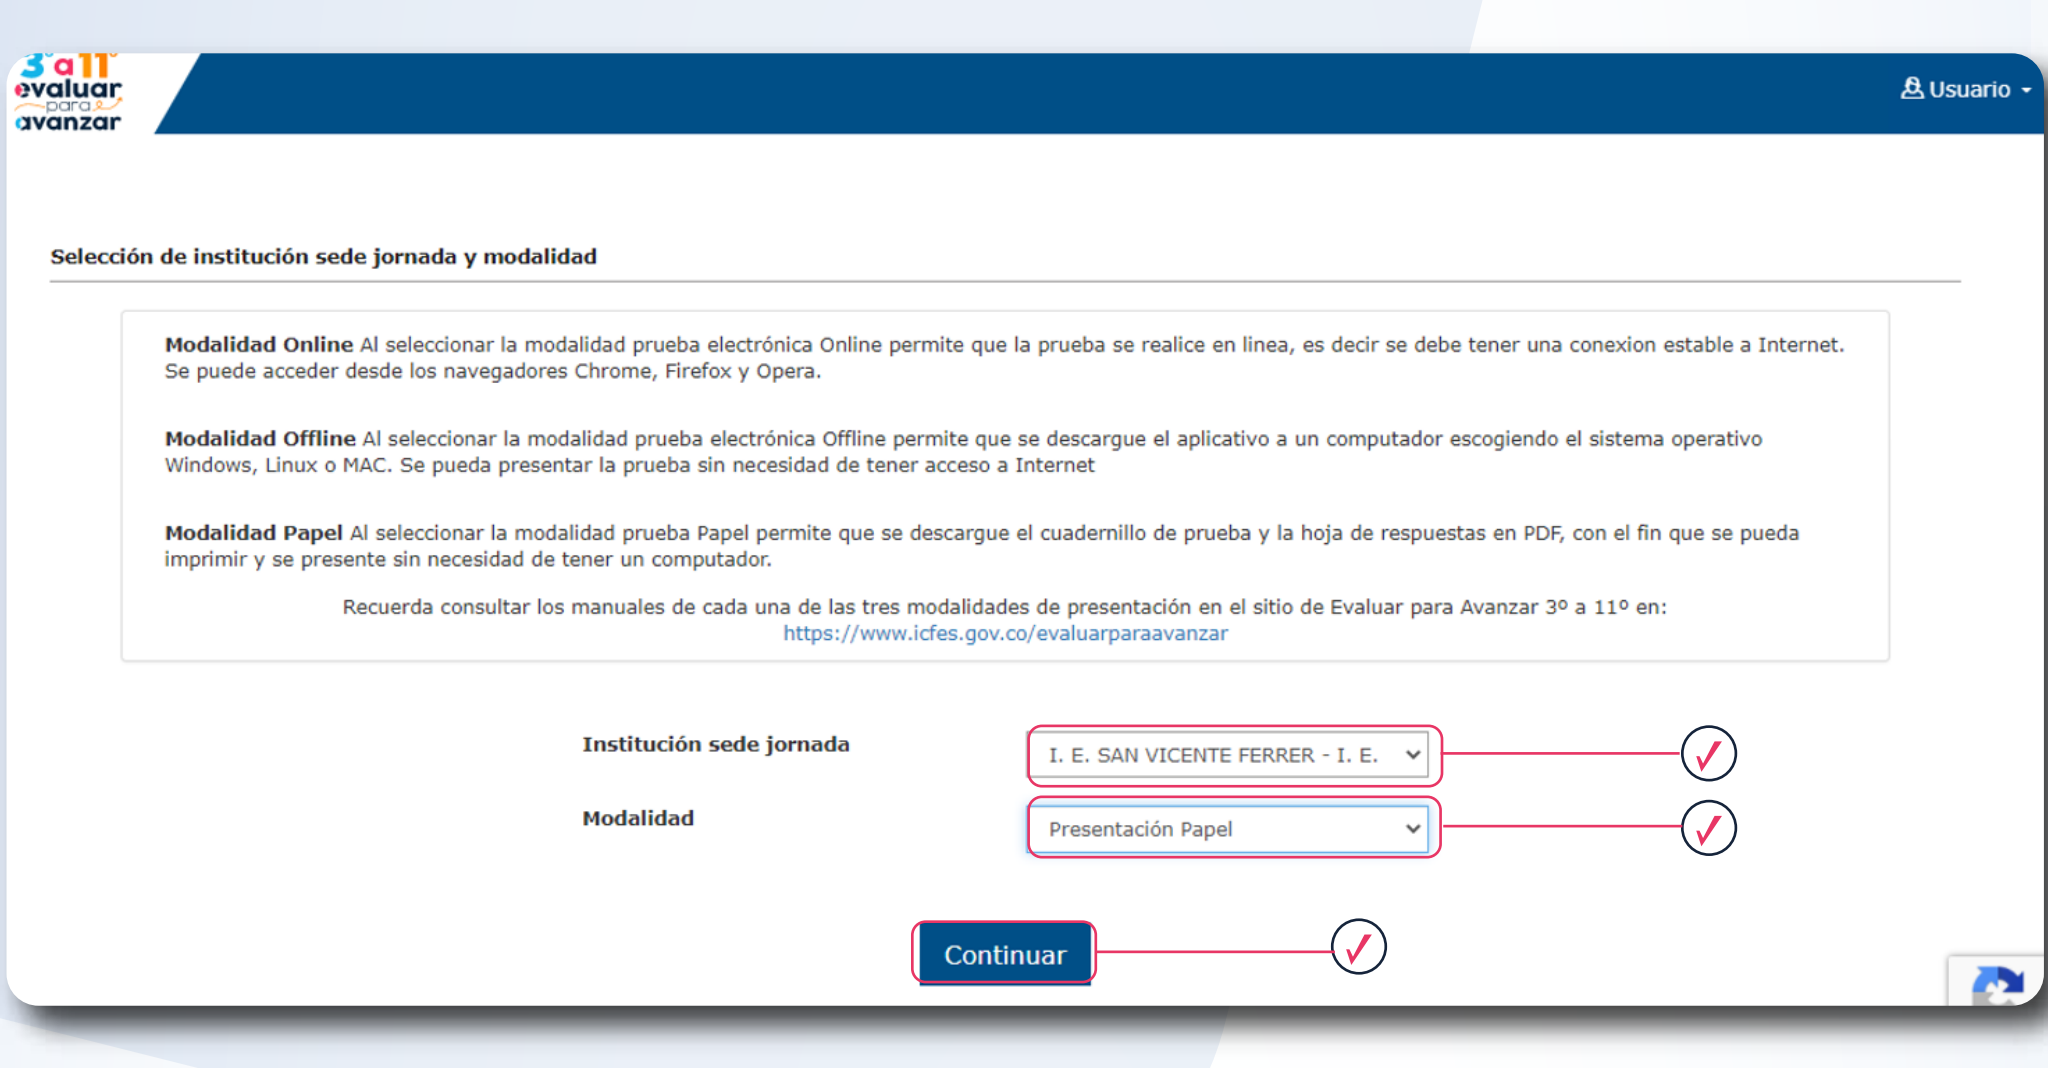 3° a 11°
evaluar
para
avanzar
Usuario
Selección de institución sede jornada y modalidad
Modalidad Online Al seleccionar la modalidad prueba electrónica Online permite que la prueba se realice en linea, es decir se debe tener una conexion estable a Internet.
Se puede acceder desde los navegadores Chrome, Firefox y Opera.
Modalidad Offline Al seleccionar la modalidad prueba electrónica Offline permite que se descargue el aplicativo a un computador escogiendo el sistema operativo
Windows, Linux o MAC. Se pueda presentar la prueba sin necesidad de tener acceso a Internet
Modalidad Papel Al seleccionar la modalidad prueba Papel permite que se descargue el cuadernillo de prueba y la hoja de respuestas en PDF, con el fin que se pueda
imprimir y se presente sin necesidad de tener un computador.
Recuerda consultar los manuales de cada una de las tres modalidades de presentación en el sitio de Evaluar para Avanzar 3º a 11º en:
https://www.icfes.gov.co/evaluarparaavanzar
Institución sede jornada
I. E. SAN VICENTE FERRER - I. E.
Modalidad
Presentación Papel
Continuar